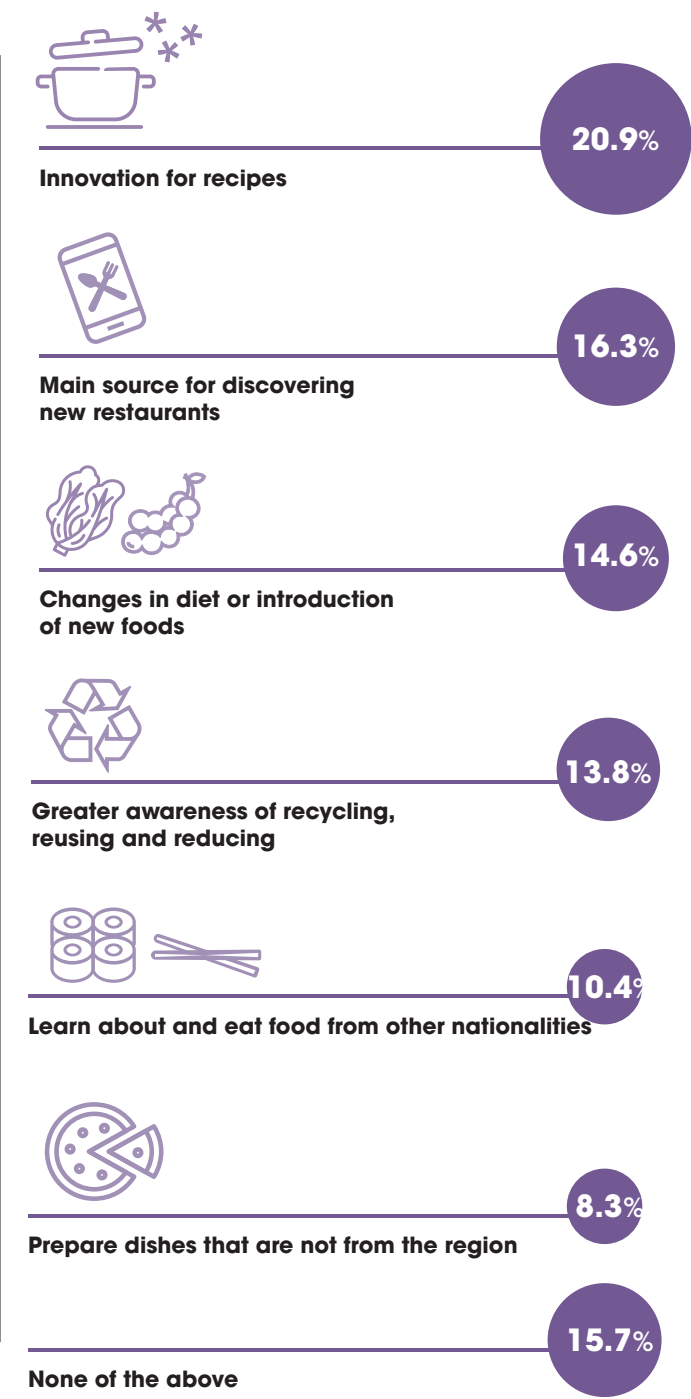 20.9%
Innovation for recipes
16.3%
Main source for discovering
new restaurants
14.6%
Changes in diet or introduction
of new foods
13.8%
Greater awareness of recycling,
reusing and reducing
10.4%
Learn about and eat food from other nationalities
8.3%
Prepare dishes that are not from the region
15.7%
None of the above